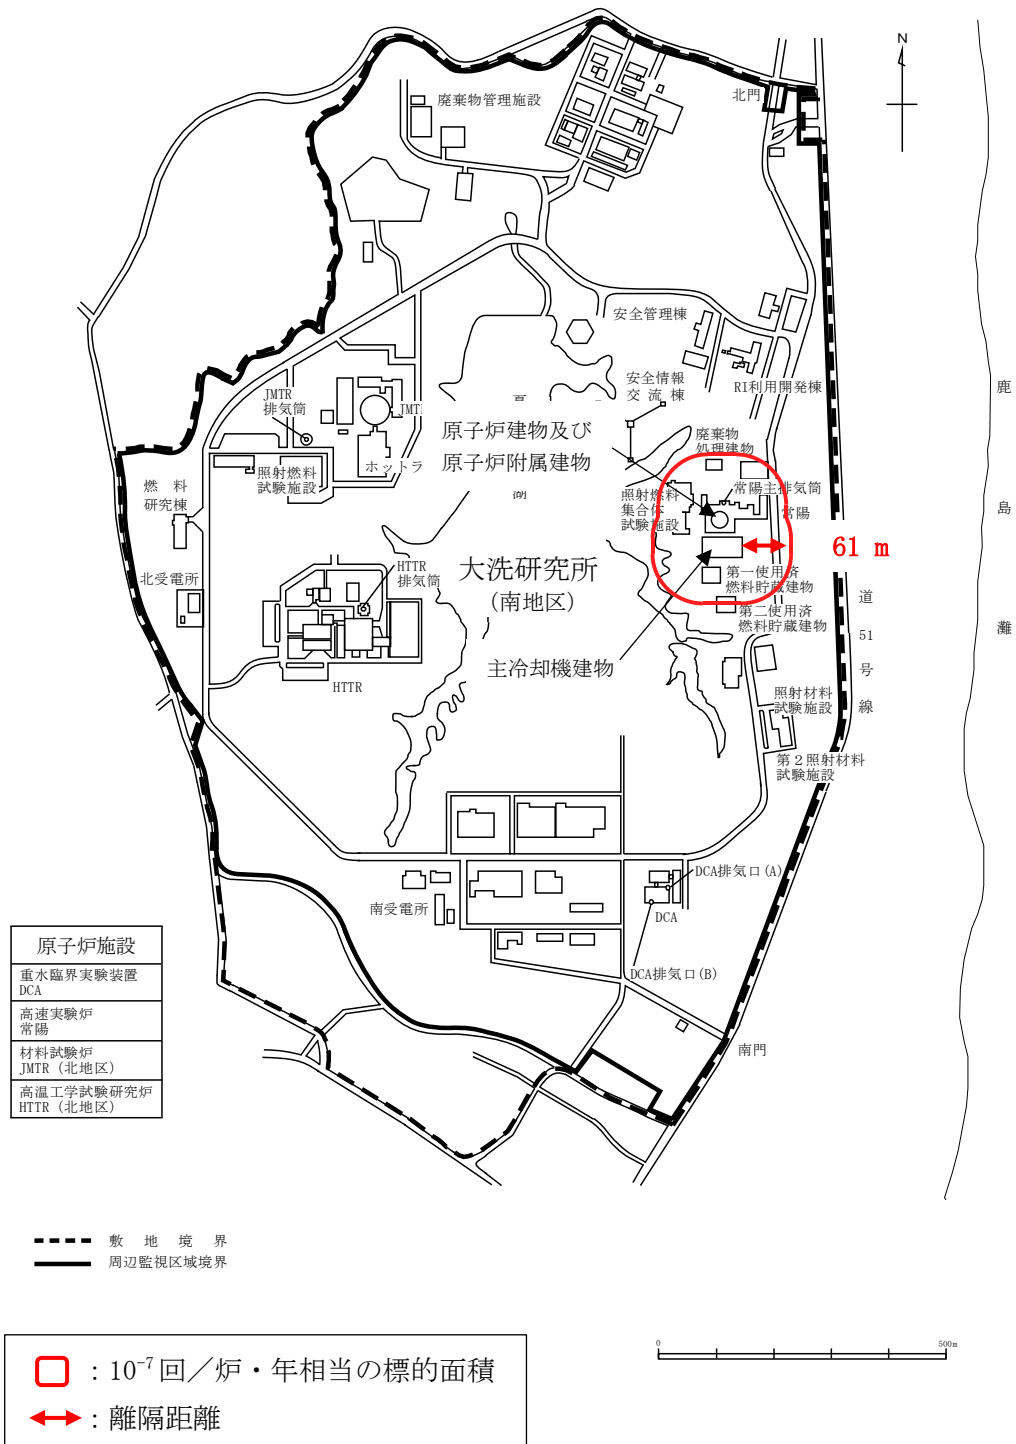 N
北門
廃棄物管理施設
安全管理棟
RI利用開発棟
安全情報
交流棟
JMTR
排気筒
原子炉建物及び
原子炉附属建物
廃棄物
処理建物
ホットラ
照射燃料
試験施設
燃料
研究棟
湖
照射燃料
集合体
試験施設
常陽主排気筒
常陽
鹿
島
灘
61 m
大洗研究所
(南地区)
HTTR
排気筒
北受電所
第一使用済
燃料貯蔵建物
第二使用済
燃料貯蔵建物
道
51
号
線
主冷却機建物
HTTR
照射材料
試験施設
第2照射材料
試験施設
DCA排気口(A)
南受電所
DCA
DCA排気口(B)
南門
原子炉施設
重水臨界実験装置
DCA
高速実験炉
常陽
材料試験炉
JMTR (北地区)
高温工学試験研究炉
HTTR (北地区)
敷地境界
周辺監視区域境界
0 500m
：10⁻⁷回／炉・年相当の標的面積
：離隔距離